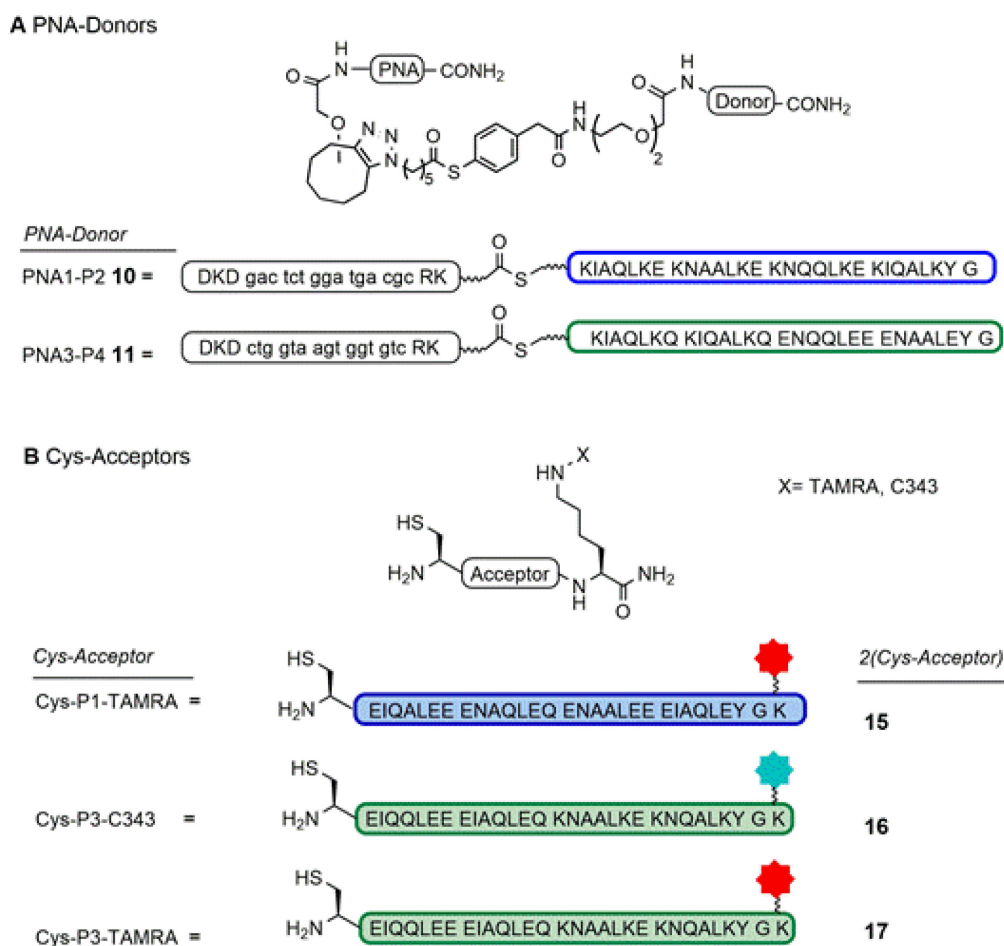 A PNA-Donors
H
O N PNA CONH₂
O
N N N
5
O
S
O
H
N
O
2
O
H
N
Donor CONH₂
PNA-Donor
PNA1-P2 10 = DKD gac tct gga tga cgc RK O S KIAQLKE KNAALKE KNQQLKE KIQALKY G
PNA3-P4 11 = DKD ctg gta agt ggt gtc RK O S KIAQLKQ KIQALKQ ENQQLEE ENAALEY G
B Cys-Acceptors
X
HN
X= TAMRA, C343
HS
H₂N Acceptor N H NH₂
O
Cys-Acceptor 2(Cys-Acceptor)
HS
Cys-P1-TAMRA = H₂N EIQALEE ENAQLEQ ENAALEE EIAQLEY G K 15
HS
Cys-P3-C343 = H₂N EIQQLEE EIAQLEQ KNAALKE KNQALKY G K 16
HS
Cys-P3-TAMRA = H₂N EIQQLEE EIAQLEQ KNAALKE KNQALKY G K 17